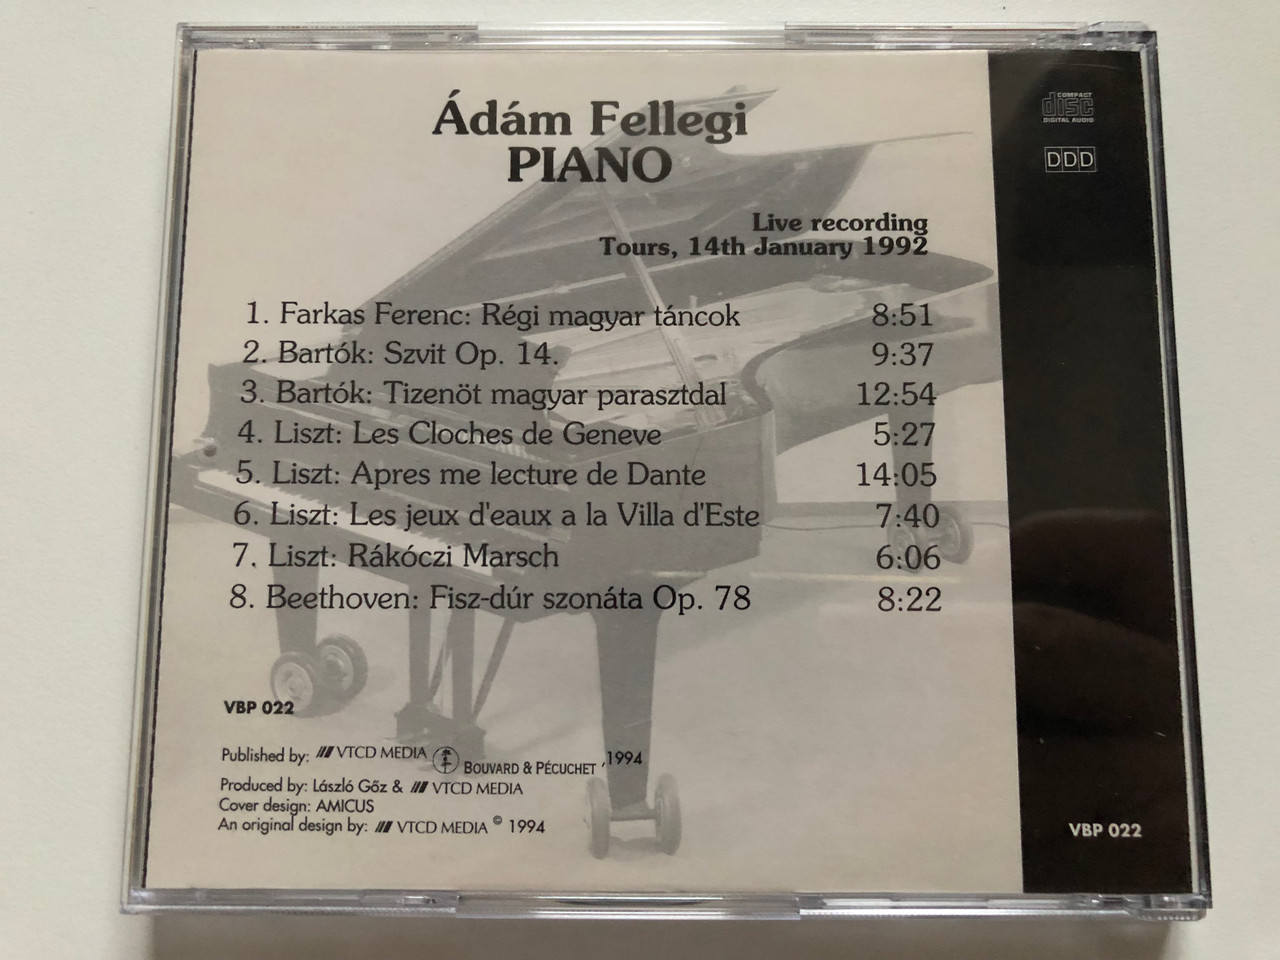 Ádám Fellegi
PIANO
COMPACT
disc
DIGITAL AUDIO
DDD
Live recording
Tours, 14th January 1992
1. Farkas Ferenc: Régi magyar táncok 8:51
2. Bartók: Szvit Op. 14. 9:37
3. Bartók: Tizenöt magyar parasztdal 12:54
4. Liszt: Les Cloches de Geneve 5:27
5. Liszt: Apres me lecture de Dante 14:05
6. Liszt: Les jeux d'eaux a la Villa d'Este 7:40
7. Liszt: Rákóczi Marsch 6:06
8. Beethoven: Fisz-dúr szonáta Op. 78 8:22
VBP 022
Published by: VTCD MEDIA BOUVARD & PÉCUCHET ,1994
Produced by: László Gőz & VTCD MEDIA
Cover design: AMICUS
An original design by: VTCD MEDIA © 1994
VBP 022